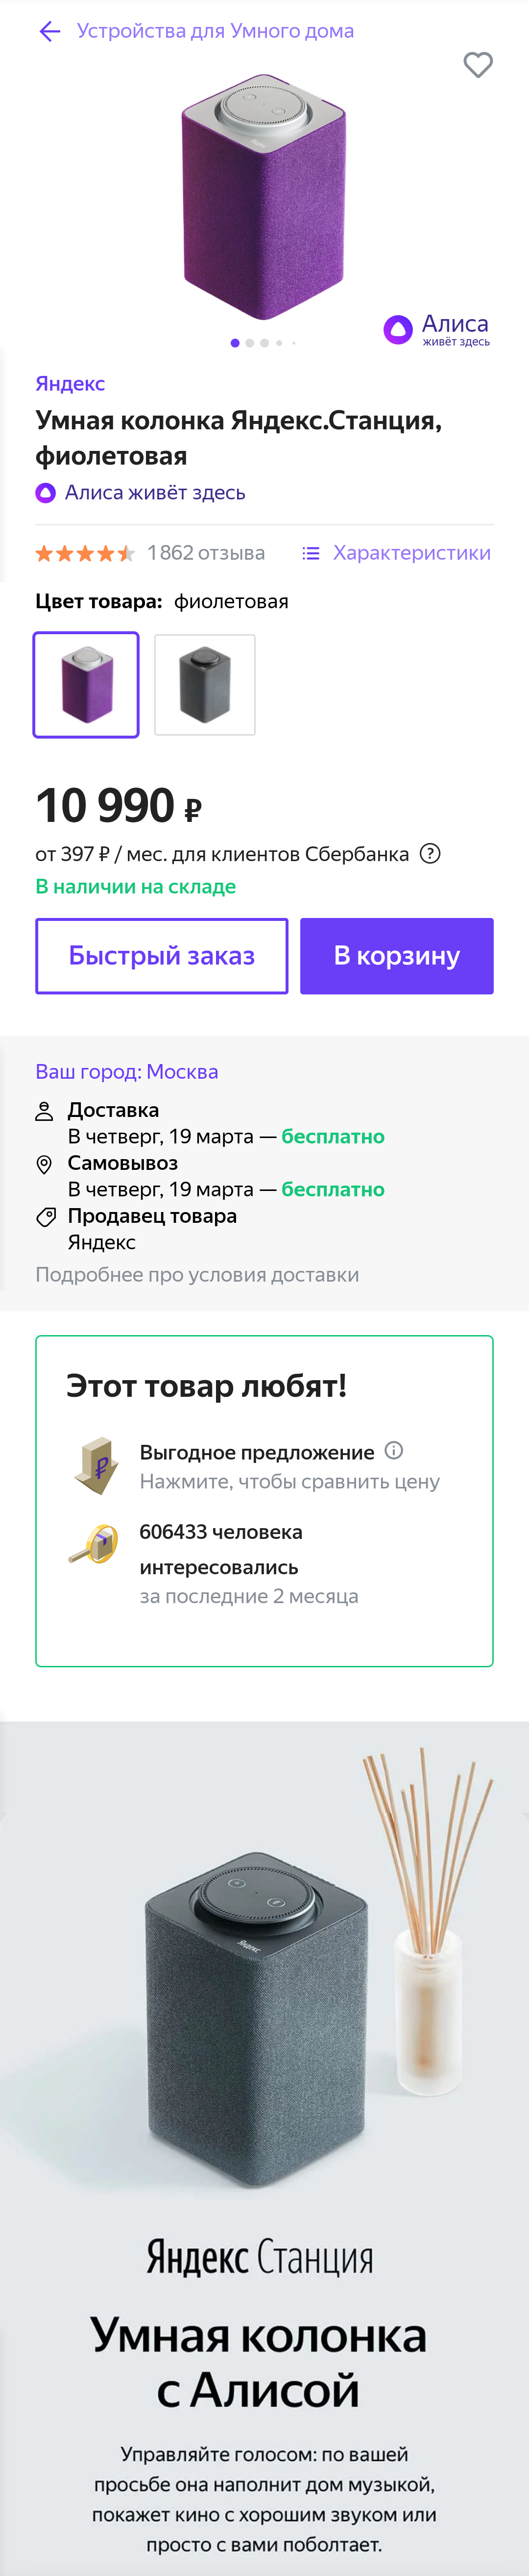 Устройства для Умного дома
Алиса
живёт здесь
Яндекс
Умная колонка Яндекс.Станция,
фиолетовая
Алиса живёт здесь
1 862 отзыва
Характеристики
Цвет товара: фиолетовая
10 990 ₽
от 397 ₽ / мес. для клиентов Сбербанка ?
В наличии на складе
Быстрый заказ
В корзину
Ваш город: Москва
Доставка
В четверг, 19 марта — бесплатно
Самовывоз
В четверг, 19 марта — бесплатно
Продавец товара
Яндекс
Подробнее про условия доставки
Этот товар любят!
Выгодное предложение
Нажмите, чтобы сравнить цену
606433 человека
интересовались
за последние 2 месяца
Яндекс
Яндекс Станция
Умная колонка
с Алисой
Управляйте голосом: по вашей
просьбе она наполнит дом музыкой,
покажет кино с хорошим звуком или
просто с вами поболтает.